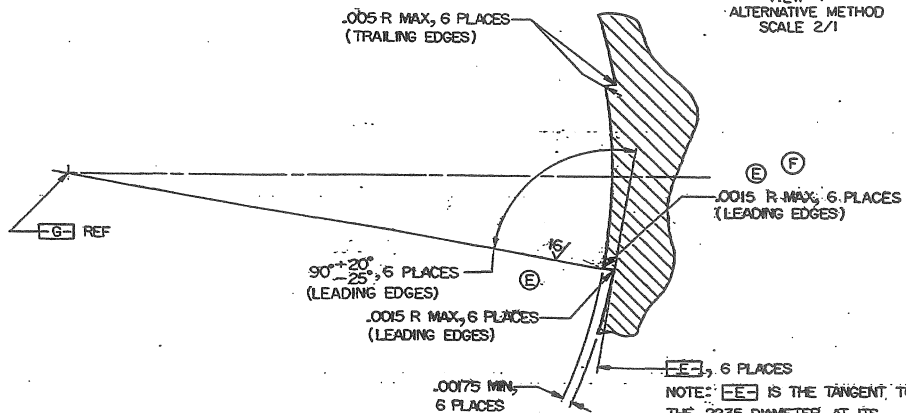 ALTERNATIVE METHOD
SCALE 2/1
.005 R MAX, 6 PLACES
(TRAILING EDGES)
E F
.0015 R MAX, 6 PLACES
(LEADING EDGES)
-G- REF
16
90° +20° -25°, 6 PLACES
(LEADING EDGES)
E
.0015 R MAX, 6 PLACES
(LEADING EDGES)
-E-, 6 PLACES
.00175 MIN,
6 PLACES
NOTE: -E- IS THE TANGENT